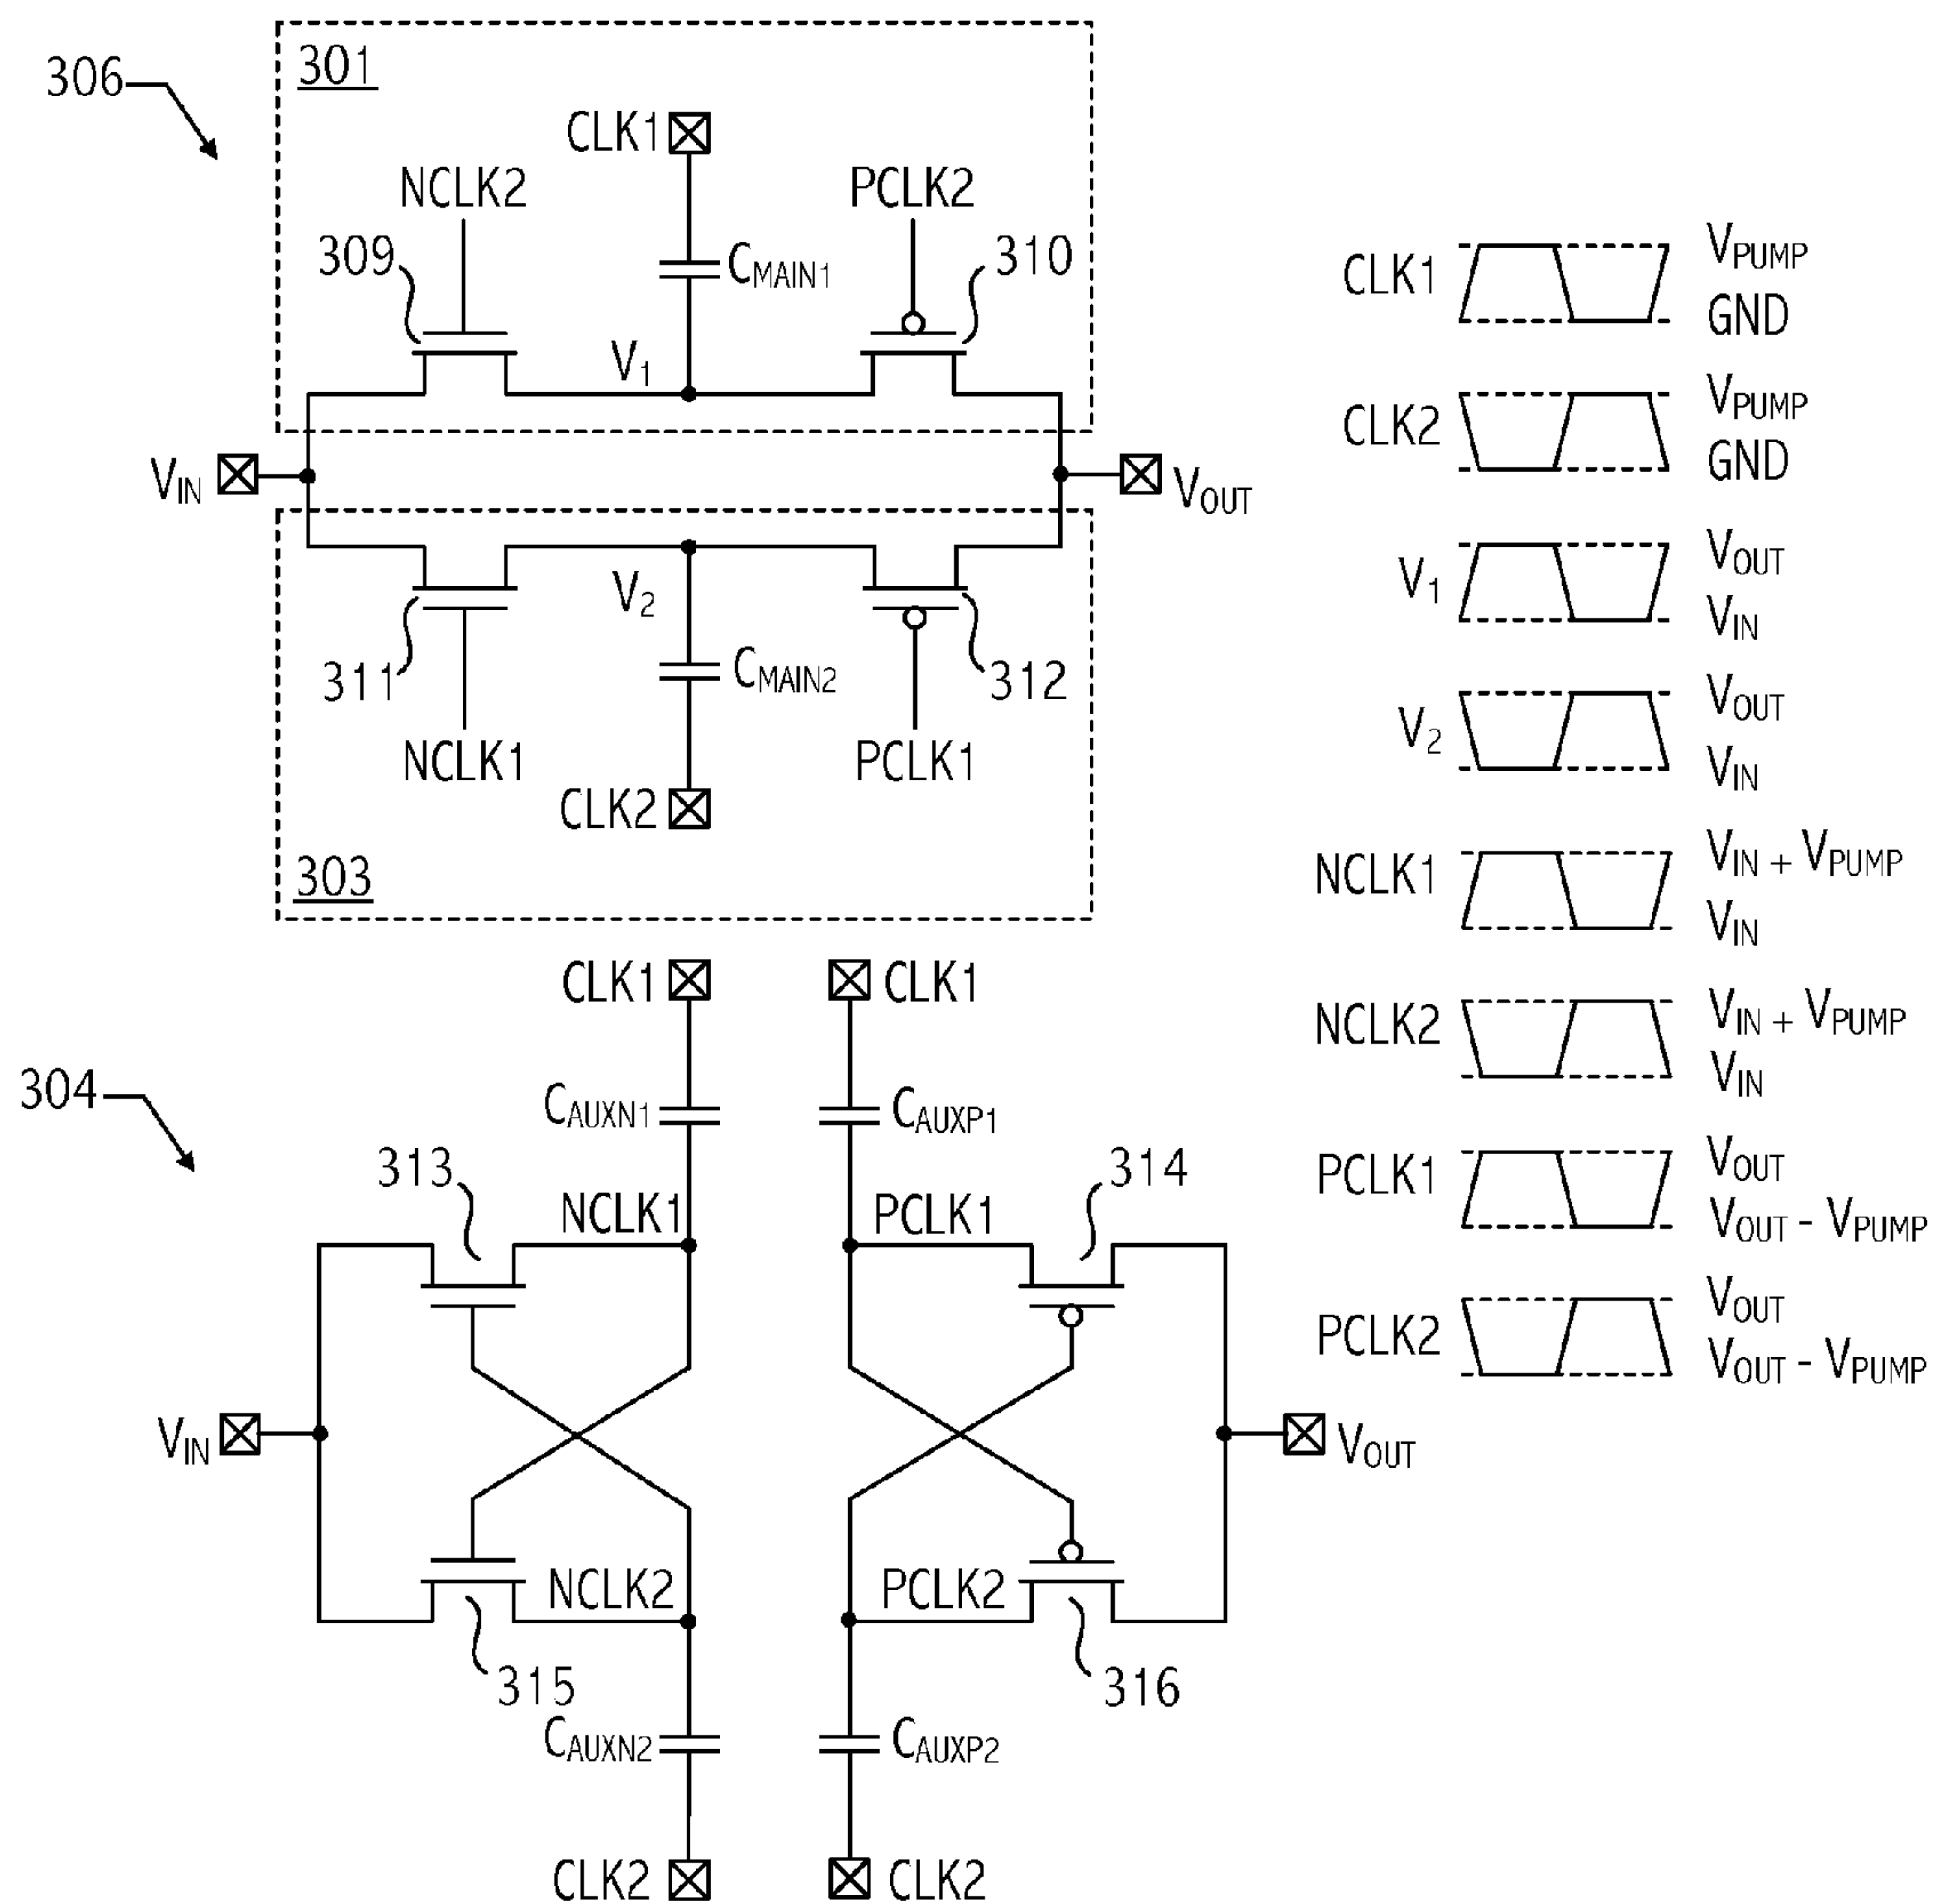 306
301
CLK1
NCLK2
PCLK2
309
CMAIN1
310
V1
VIN
VOUT
V2
311
CMAIN2
312
NCLK1
PCLK1
CLK2
303
304
CLK1
CLK1
CAUXN1
CAUXP1
313
314
NCLK1
PCLK1
VIN
VOUT
NCLK2
PCLK2
315
316
CAUXN2
CAUXP2
CLK2
CLK2
CLK1
VPUMP
GND
CLK2
VPUMP
GND
V1
VOUT
VIN
V2
VOUT
VIN
NCLK1
VIN + VPUMP
VIN
NCLK2
VIN + VPUMP
VIN
PCLK1
VOUT
VOUT - VPUMP
PCLK2
VOUT
VOUT - VPUMP